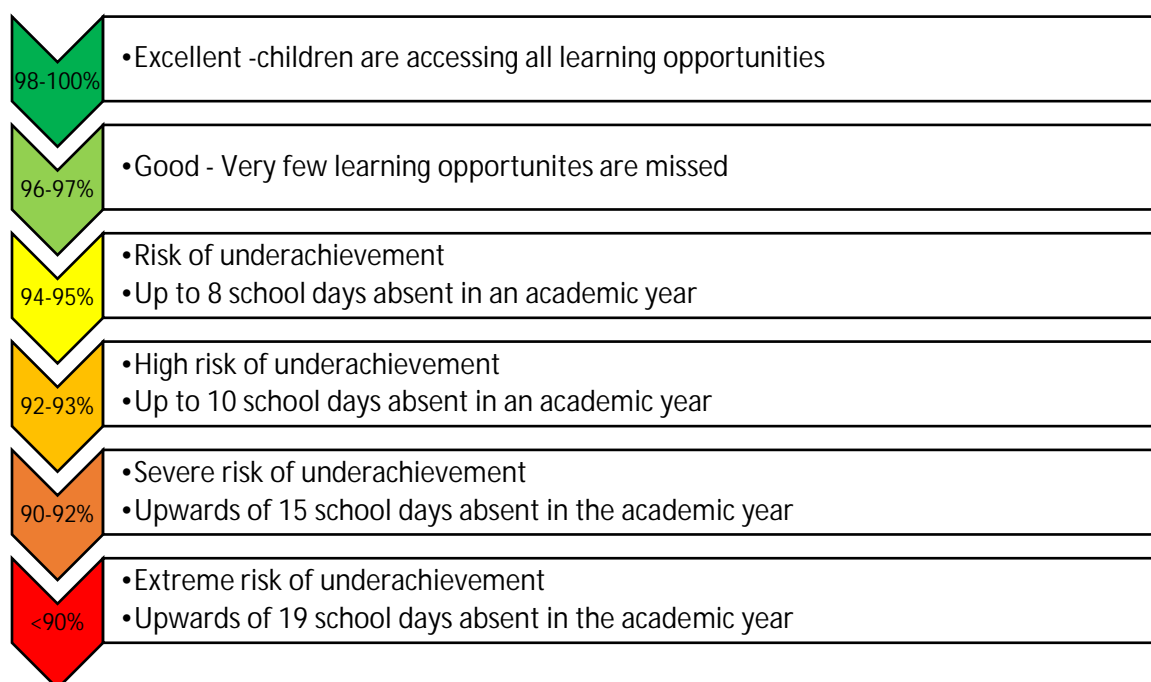 98-100%
•Excellent -children are accessing all learning opportunities
96-97%
•Good - Very few learning opportunites are missed
94-95%
•Risk of underachievement
•Up to 8 school days absent in an academic year
92-93%
•High risk of underachievement
•Up to 10 school days absent in an academic year
90-92%
•Severe risk of underachievement
•Upwards of 15 school days absent in the academic year
<90%
•Extreme risk of underachievement
•Upwards of 19 school days absent in the academic year